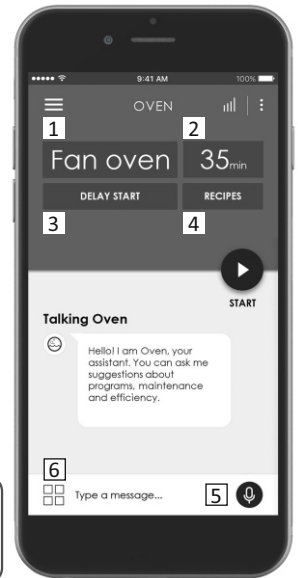 9:41 AM 100%
OVEN
1 2
Fan oven 35min
DELAY START RECIPES
3 4
START
Talking Oven
Hello! I am Oven, your
assistant. You can ask me
suggestions about
programs, maintenance
and efficiency.
6
Type a message... 5